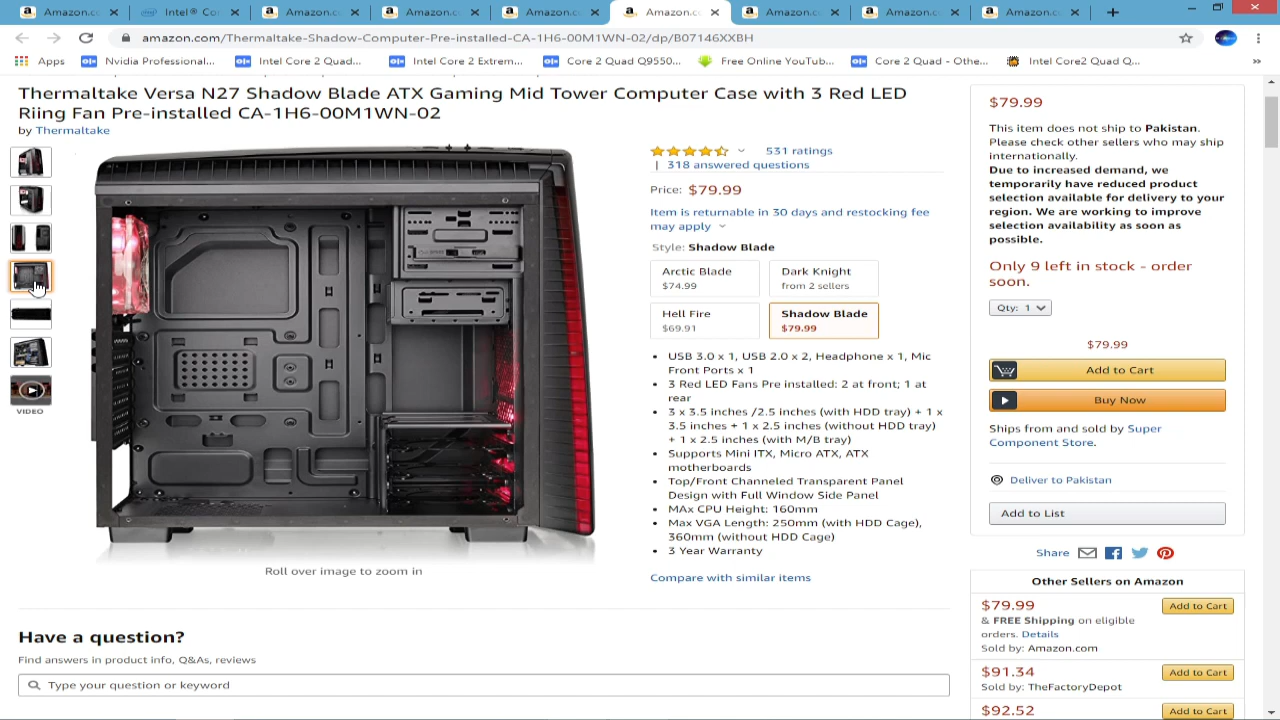 Amazon.c
Intel® Co
Amazon.co
Amazon.co
Amazon.co
Amazon.c
Amazon.co
Amazon.co
Amazon.co
amazon.com/Thermaltake-Shadow-Computer-Pre-installed-CA-1H6-00M1WN-02/dp/B07146XXBH
Apps
Nvidia Professional...
Intel Core 2 Quad...
Intel Core 2 Extrem...
Core 2 Quad Q9550...
Free Online YouTub...
Core 2 Quad - Othe...
Intel Core2 Quad Q...
Thermaltake Versa N27 Shadow Blade ATX Gaming Mid Tower Computer Case with 3 Red LED
Riing Fan Pre-installed CA-1H6-00M1WN-02
by Thermaltake
VIDEO
Roll over image to zoom in
531 ratings
| 318 answered questions
Price: $79.99
Item is returnable in 30 days and restocking fee
may apply
Style: Shadow Blade
Arctic Blade
$74.99
Dark Knight
from 2 sellers
Hell Fire
$69.91
Shadow Blade
$79.99
• USB 3.0 x 1, USB 2.0 x 2, Headphone x 1, Mic
Front Ports x 1
• 3 Red LED Fans Pre installed: 2 at front; 1 at
rear
• 3 x 3.5 inches /2.5 inches (with HDD tray) + 1 x
3.5 inches + 1 x 2.5 inches (without HDD tray)
+ 1 x 2.5 inches (with M/B tray)
• Supports Mini ITX, Micro ATX, ATX
motherboards
• Top/Front Channeled Transparent Panel
Design with Full Window Side Panel
• MAx CPU Height: 160mm
• Max VGA Length: 250mm (with HDD Cage),
360mm (without HDD Cage)
• 3 Year Warranty
Compare with similar items
$79.99
This item does not ship to Pakistan.
Please check other sellers who may ship
internationally.
Due to increased demand, we
temporarily have reduced product
selection available for delivery to your
region. We are working to improve
selection availability as soon as
possible.
Only 9 left in stock - order
soon.
Qty: 1
$79.99
Add to Cart
Buy Now
Ships from and sold by Super
Component Store.
Deliver to Pakistan
Add to List
Share
Other Sellers on Amazon
$79.99
Add to Cart
& FREE Shipping on eligible
orders. Details
Sold by: Amazon.com
$91.34
Add to Cart
Sold by: TheFactoryDepot
$92.52
Add to Cart
Have a question?
Find answers in product info, Q&As, reviews
Type your question or keyword